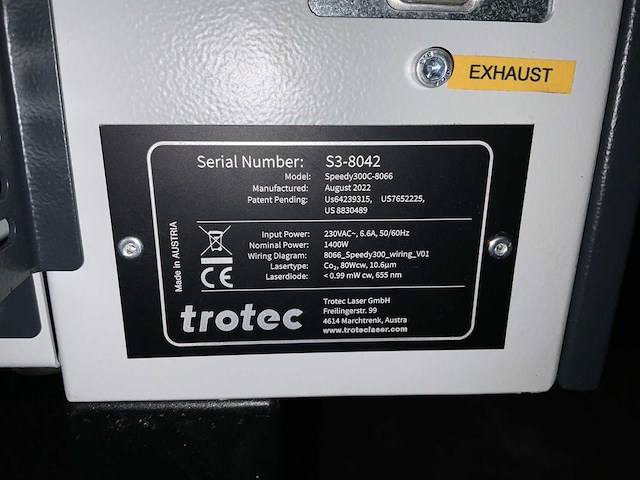 EXHAUST
Serial Number: S3-8042
Model: Speedy300C-8066
Manufactured: August 2022
Patent Pending: Us64239315, US7652225,
US 8830489
Made in AUSTRIA
Input Power: 230VAC~, 6.6A, 50/60Hz
Nominal Power: 1400W
Wiring Diagram: 8066_Speedy300_wiring_V01
Lasertype: Co₂, 80Wcw, 10.6µm
Laserdiode: < 0.99 mW cw, 655 nm
CE
trotec
Trotec Laser GmbH
Freilingerstr. 99
4614 Marchtrenk, Austra
www.troteclaser.com